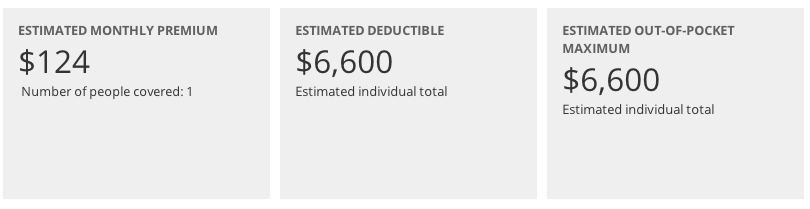 ESTIMATED MONTHLY PREMIUM
$124
Number of people covered: 1
ESTIMATED DEDUCTIBLE
$6,600
Estimated individual total
ESTIMATED OUT-OF-POCKET
MAXIMUM
$6,600
Estimated individual total